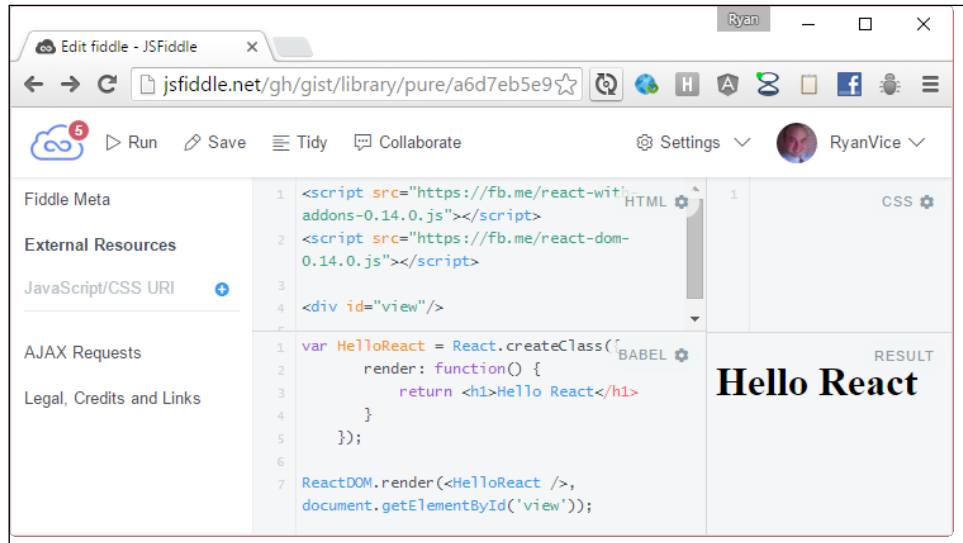 Ryan
Edit fiddle - JSFiddle
jsfiddle.net/gh/gist/library/pure/a6d7eb5e9
5
Run
Save
Tidy
Collaborate
Settings
RyanVice
Fiddle Meta
External Resources
JavaScript/CSS URI
AJAX Requests
Legal, Credits and Links
HTML
1 <script src="https://fb.me/react-with-
addons-0.14.0.js"></script>
2 <script src="https://fb.me/react-dom-
0.14.0.js"></script>
3
4 <div id="view"/>
5
1
CSS
BABEL
1 var HelloReact = React.createClass({
2 render: function() {
3 return <h1>Hello React</h1>
4 }
5 });
6
7 ReactDOM.render(<HelloReact />,
document.getElementById('view'));
RESULT
Hello React